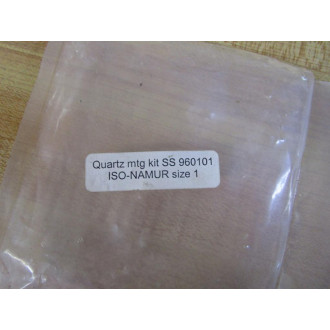 Quartz mtg kit SS 960101
ISO-NAMUR size 1